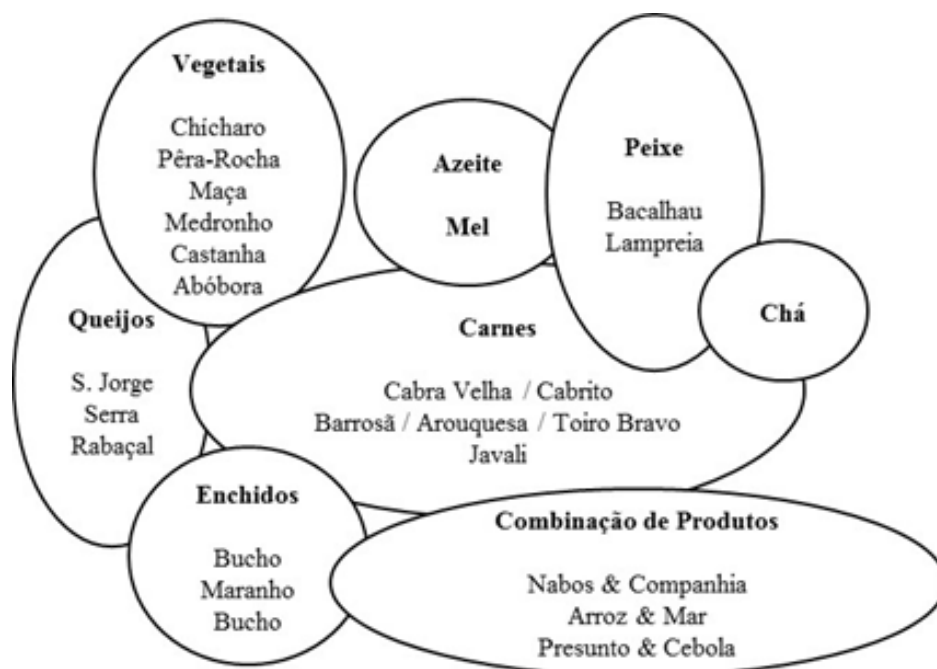 Vegetais
Chícharo
Pêra-Rocha
Maça
Medronho
Castanha
Abóbora
Azeite
Mel
Peixe
Bacalhau
Lampreia
Chá
Queijos
S. Jorge
Serra
Rabaçal
Carnes
Cabra Velha / Cabrito
Barrosã / Arouquesa / Toiro Bravo
Javali
Enchidos
Bucho
Maranho
Bucho
Combinação de Produtos
Nabos & Companhia
Arroz & Mar
Presunto & Cebola